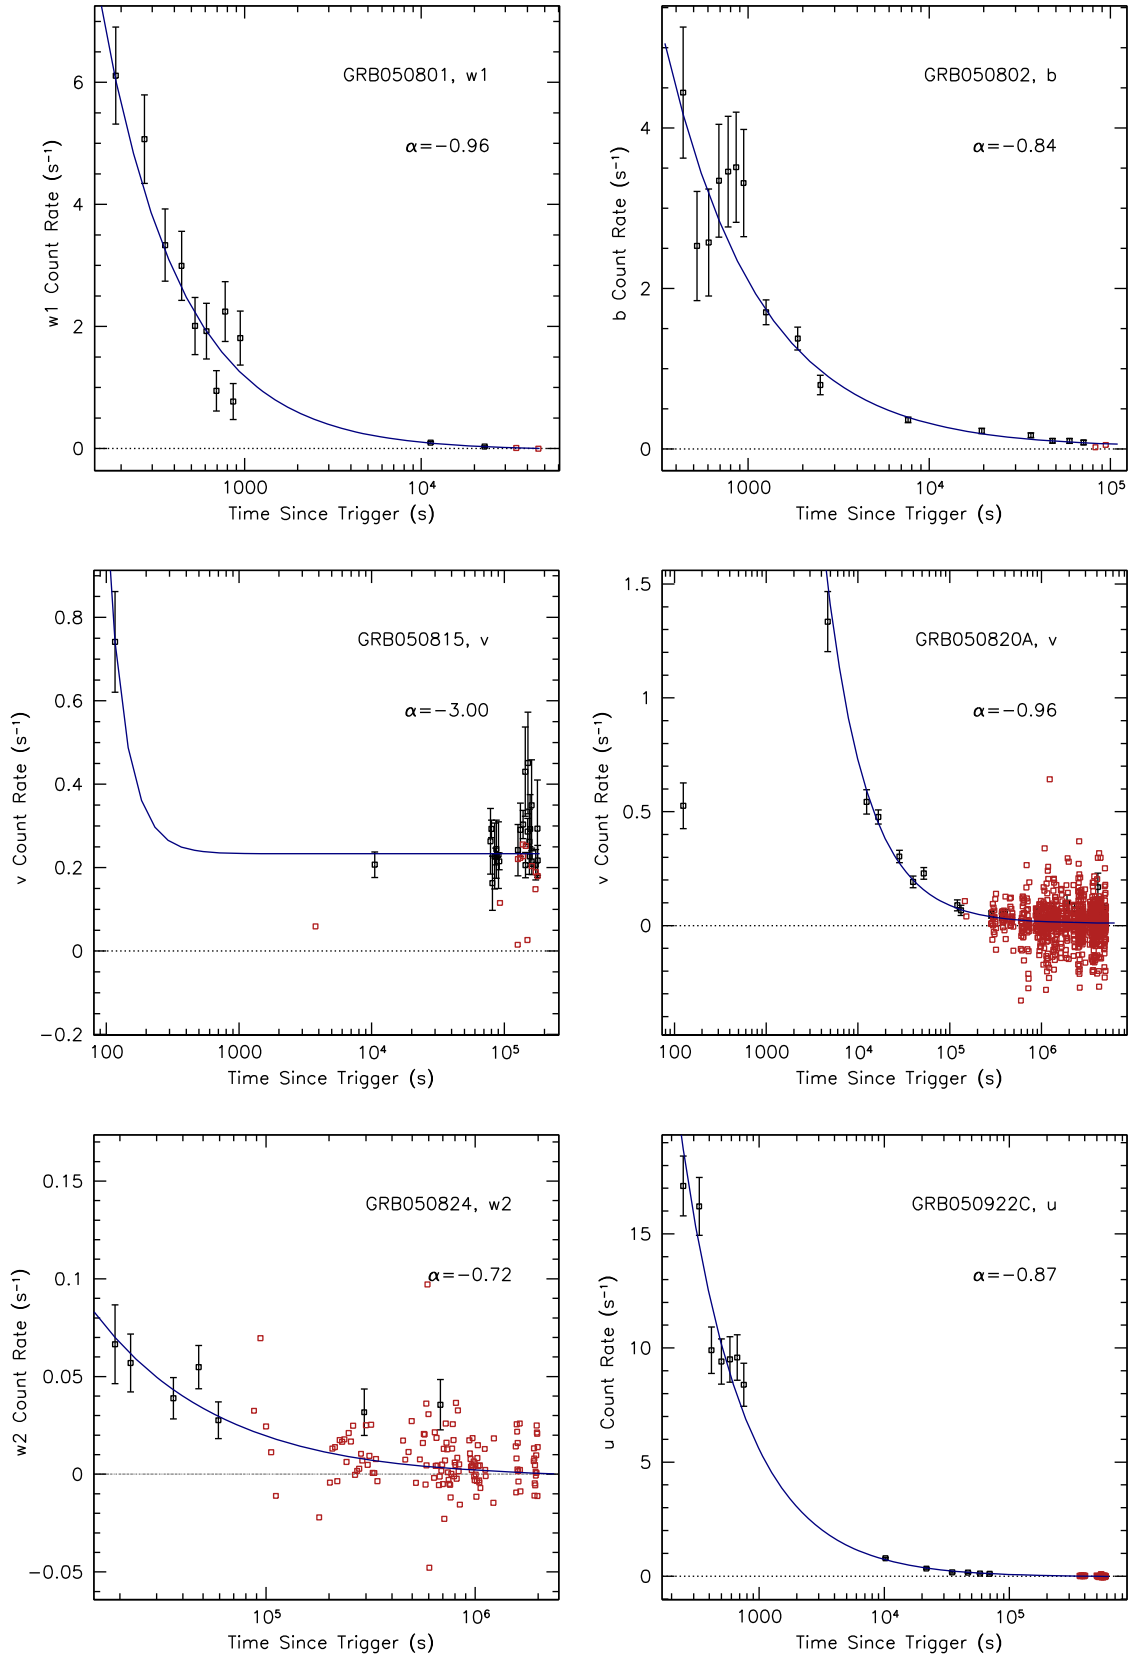 GRB050801, w1
α=−0.96
6
4
2
0
w1 Count Rate (s⁻¹)
1000
10⁴
Time Since Trigger (s)
GRB050802, b
α=−0.84
4
2
0
b Count Rate (s⁻¹)
1000
10⁴
10⁵
Time Since Trigger (s)
GRB050815, v
α=−3.00
0.8
0.6
0.4
0.2
0
−0.2
v Count Rate (s⁻¹)
100
1000
10⁴
10⁵
Time Since Trigger (s)
GRB050820A, v
α=−0.96
1.5
1
0.5
0
v Count Rate (s⁻¹)
100
1000
10⁴
10⁵
10⁶
Time Since Trigger (s)
GRB050824, w2
α=−0.72
0.15
0.1
0.05
0
−0.05
w2 Count Rate (s⁻¹)
10⁵
10⁶
Time Since Trigger (s)
GRB050922C, u
α=−0.87
15
10
5
0
u Count Rate (s⁻¹)
1000
10⁴
10⁵
Time Since Trigger (s)